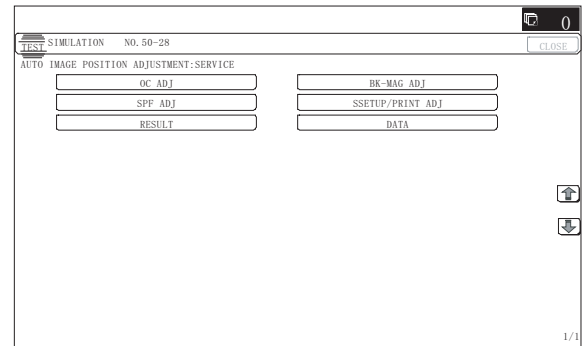 0
TEST SIMULATION NO. 50-28
CLOSE
AUTO IMAGE POSITION ADJUSTMENT:SERVICE
OC ADJ BK-MAG ADJ
SPF ADJ SSETUP/PRINT ADJ
RESULT DATA
1/1